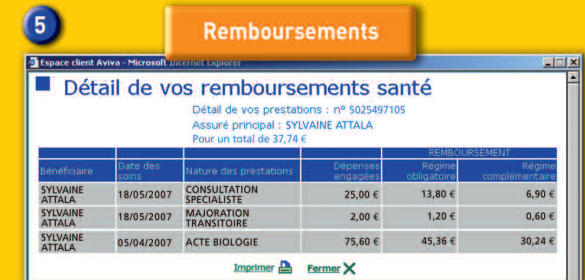 5
Remboursements
Espace client Aviva - Microsoft Internet Explorer
Détail de vos remboursements santé
Détail de vos prestations : n° 5025497105
Assuré principal : SYLVAINE ATTALA
Pour un total de 37,74 €
REMBOURSEMENT
Bénéficiaire Date des soins Nature des prestations Dépenses engagées Régime obligatoire Régime complémentaire
SYLVAINE ATTALA 18/05/2007 CONSULTATION SPECIALISTE 25,00 € 13,80 € 6,90 €
SYLVAINE ATTALA 18/05/2007 MAJORATION TRANSITOIRE 2,00 € 1,20 € 0,60 €
SYLVAINE ATTALA 05/04/2007 ACTE BIOLOGIE 75,60 € 45,36 € 30,24 €
Imprimer Fermer